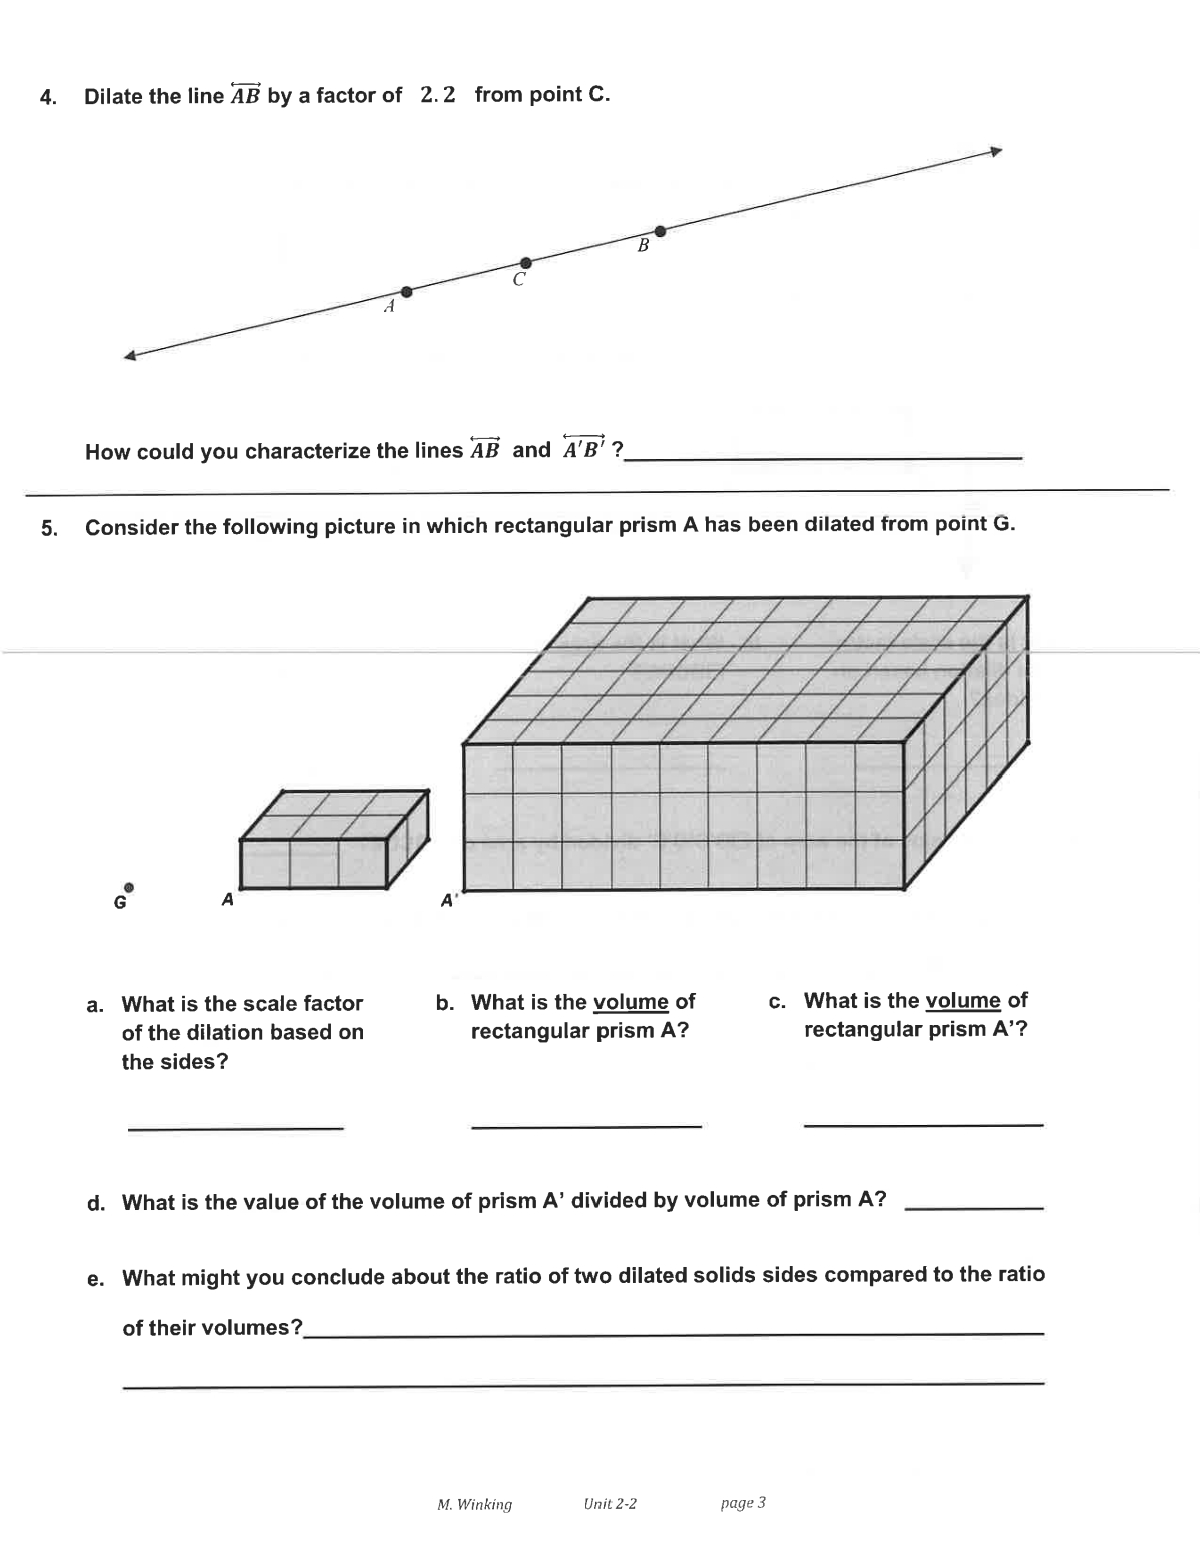 4. Dilate the line AB by a factor of 2.2 from point C.
B
C
A
How could you characterize the lines AB and A'B' ?
5. Consider the following picture in which rectangular prism A has been dilated from point G.
G
A
A'
a. What is the scale factor
of the dilation based on
the sides?
b. What is the volume of
rectangular prism A?
c. What is the volume of
rectangular prism A'?
d. What is the value of the volume of prism A' divided by volume of prism A?
e. What might you conclude about the ratio of two dilated solids sides compared to the ratio
of their volumes?
M. Winking Unit 2-2 page 3